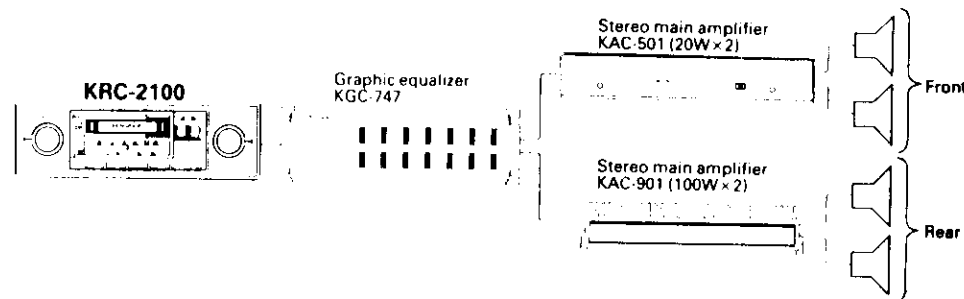 KRC-2100
Graphic equalizer
KGC-747
Stereo main amplifier
KAC-501 (20W×2)
Front
Stereo main amplifier
KAC-901 (100W×2)
Rear